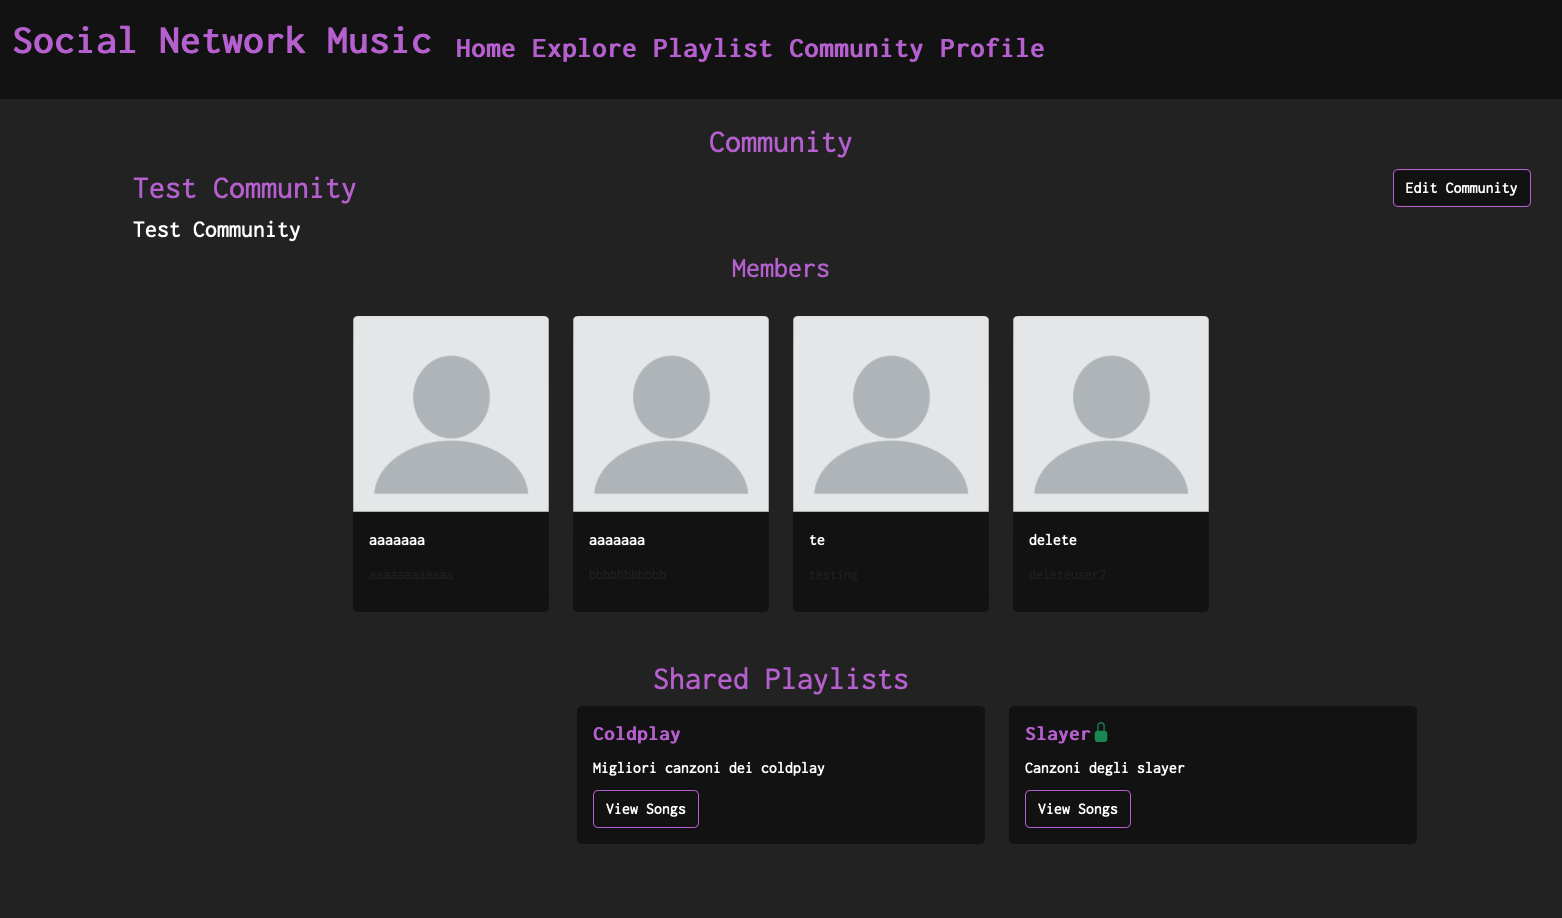 Social Network Music Home Explore Playlist Community Profile
Community
Test Community Edit Community
Test Community
Members
aaaaaaa aaaaaaa te delete
aaaaaaaaaaaa bbbbbbbbbbb testing deleteuser2
Shared Playlists
Coldplay Slayer
Migliori canzoni dei coldplay Canzoni degli slayer
View Songs View Songs